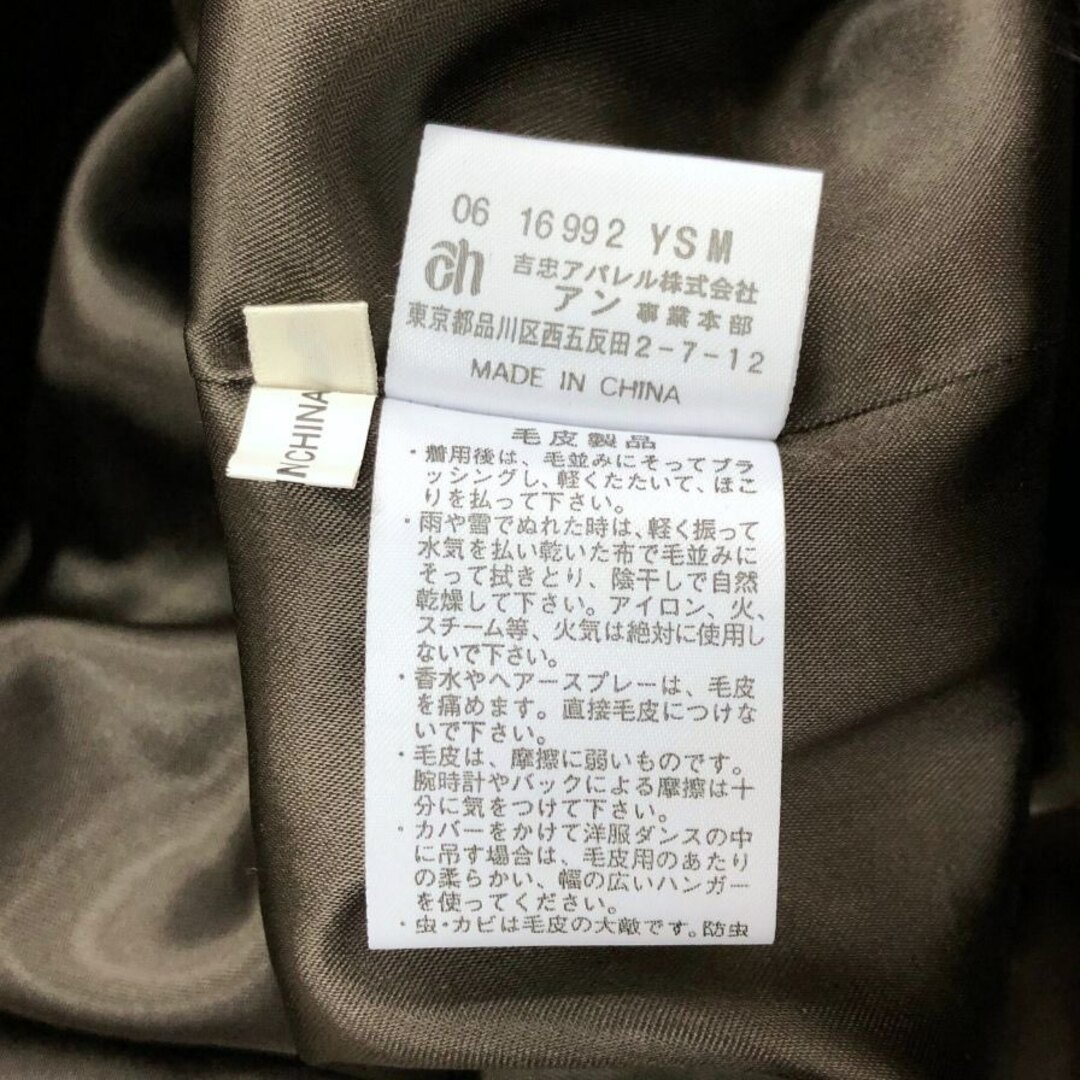 06 16992 YSM
ch 吉忠アパレル株式会社
アン 事業本部
東京都品川区西五反田2-7-12
MADE IN CHINA
INCHINA
毛皮製品
・着用後は、毛並みにそってブラ
ッシングし、軽くたたいて、ほこ
りを払って下さい。
・雨や雪でぬれた時は、軽く振って
水気を払い乾いた布で毛並みに
そって拭きとり、陰干しで自然
乾燥して下さい。アイロン、火、
スチーム等、火気は絶対に使用し
ないで下さい。
・香水やヘアースプレーは、毛皮
を痛めます。直接毛皮につけな
いで下さい。
・毛皮は、摩擦に弱いものです。
腕時計やバックによる摩擦は十
分に気をつけて下さい。
・カバーをかけて洋服ダンスの中
に吊す場合は、毛皮用のあたり
の柔らかい、幅の広いハンガー
を使ってください。
・虫・カビは毛皮の大敵です。防虫